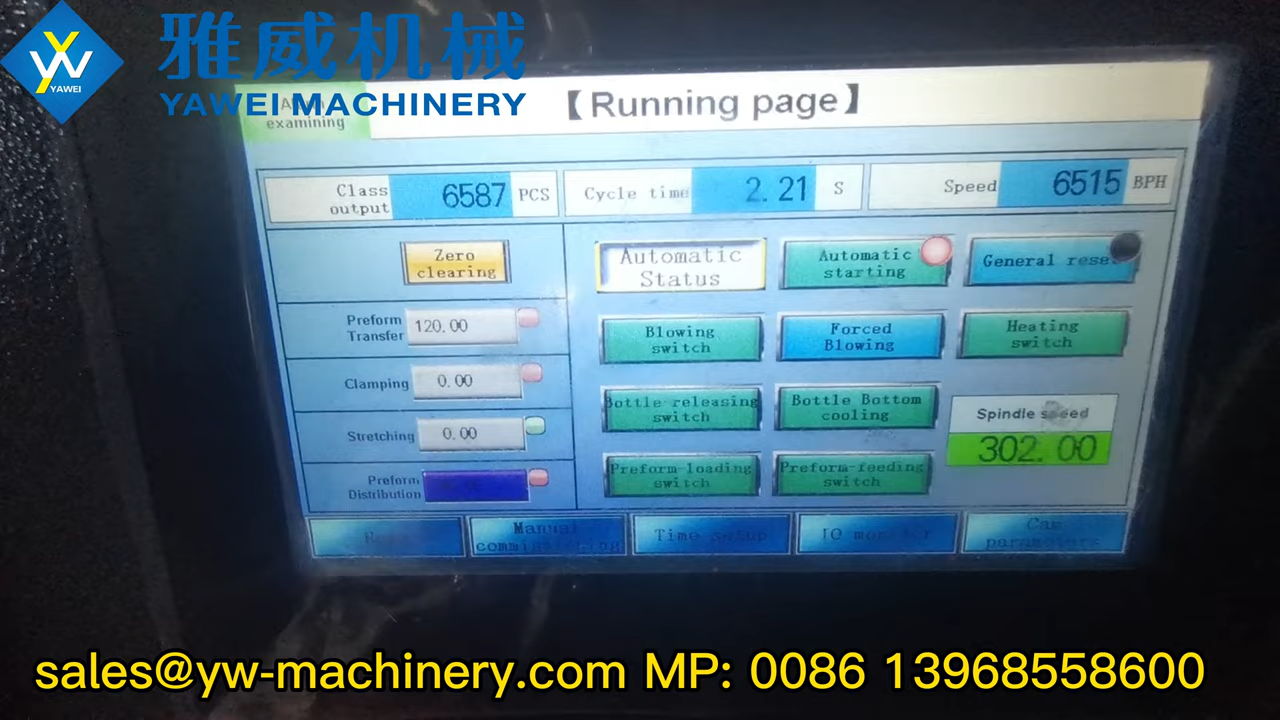 雅威机械
YAWEI MACHINERY
YW
YAWEI
examining
【Running page】
Class output 6587 PCS
Cycle time 2.21 S
Speed 6515 BPH
Zero clearing
Automatic Status
Automatic starting
General reset
Preform Transfer 120.00
Blowing switch
Forced Blowing
Heating switch
Clamping 0.00
Bottle releasing switch
Bottle Bottom cooling
Spindle speed
302.00
Stretching 0.00
Preform Distribution
Preform-loading switch
Preform-feeding switch
Manual commissioning
Time setup
IO monitor
Cam parameters
sales@yw-machinery.com MP: 0086 13968558600